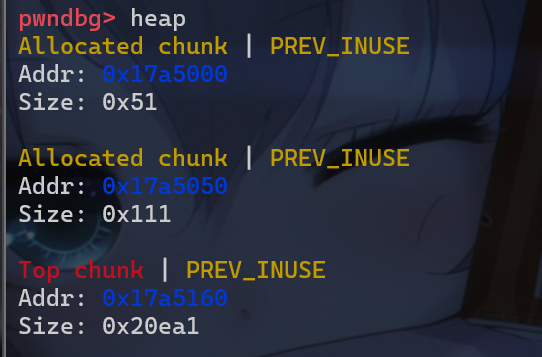 pwndbg> heap
Allocated chunk | PREV_INUSE
Addr: 0x17a5000
Size: 0x51
Allocated chunk | PREV_INUSE
Addr: 0x17a5050
Size: 0x111
Top chunk | PREV_INUSE
Addr: 0x17a5160
Size: 0x20ea1